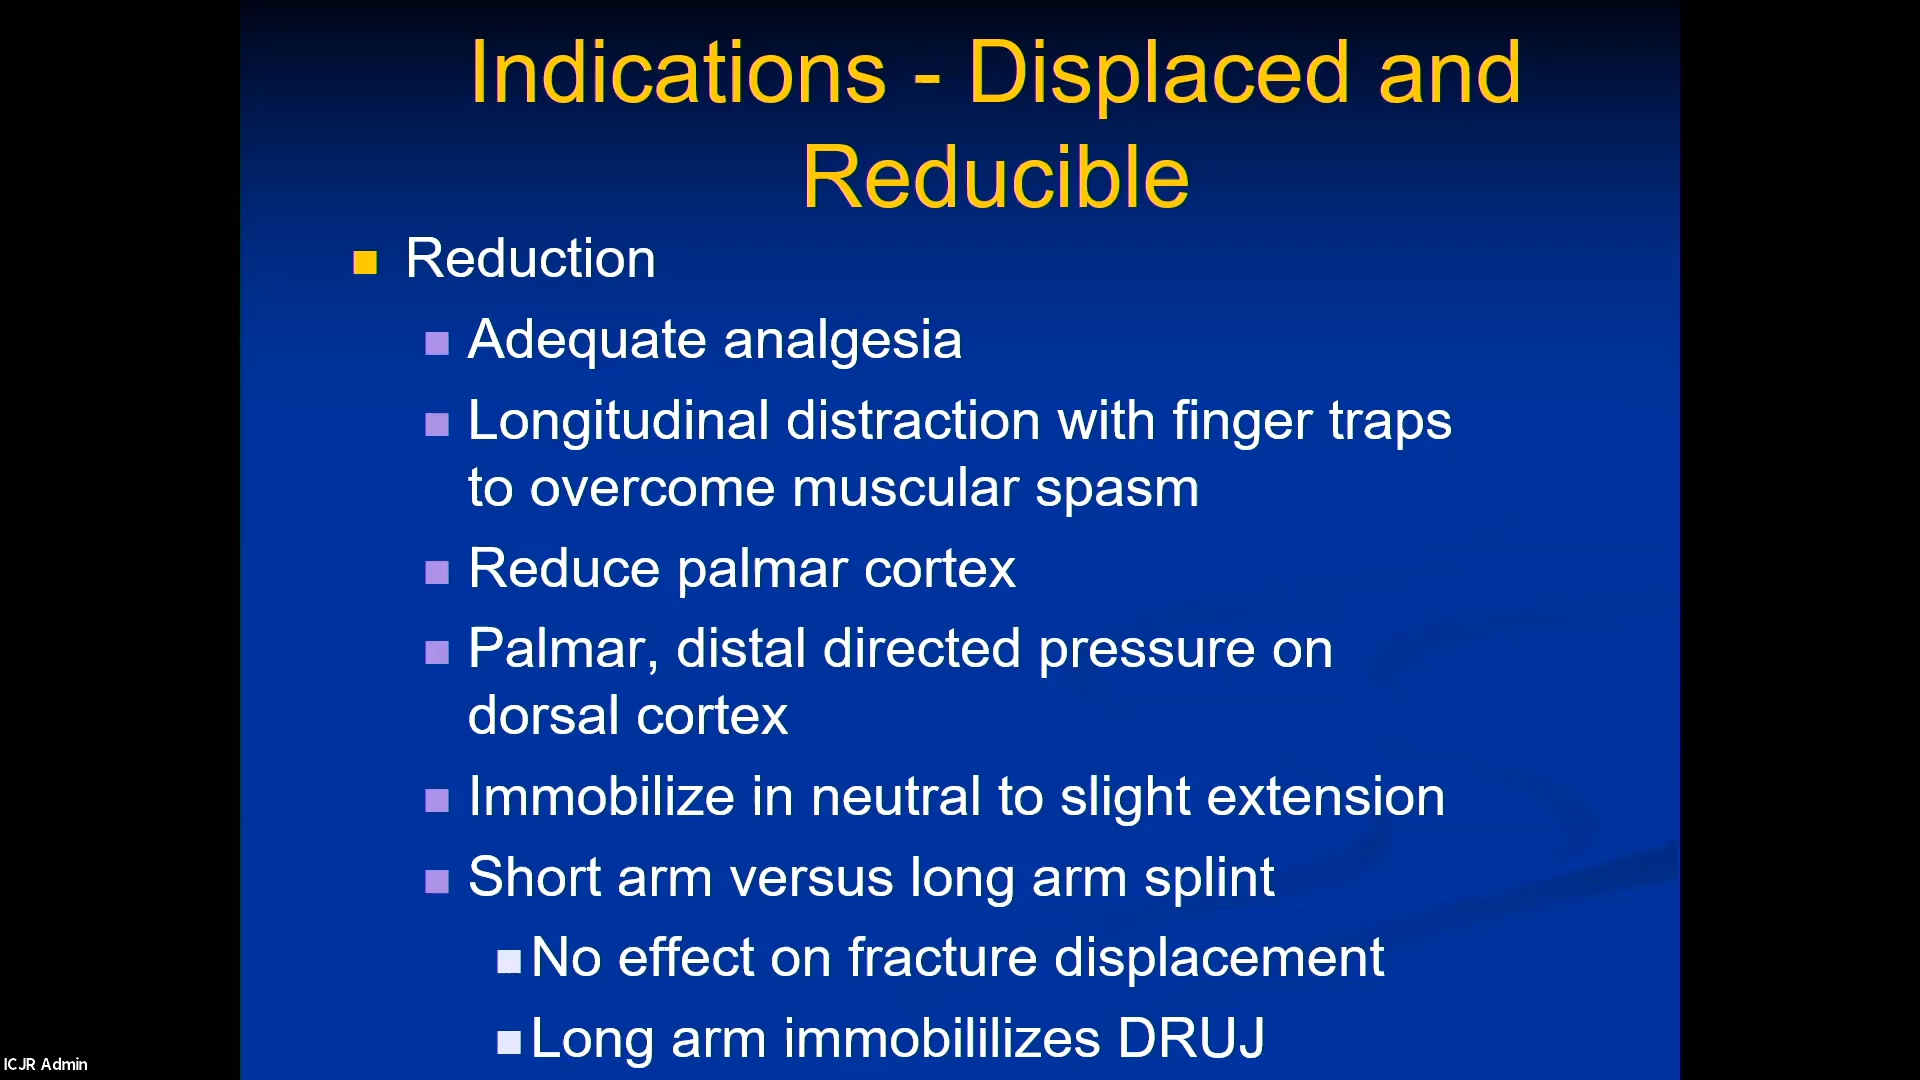 Indications - Displaced and
Reducible
Reduction
Adequate analgesia
Longitudinal distraction with finger traps
to overcome muscular spasm
Reduce palmar cortex
Palmar, distal directed pressure on
dorsal cortex
Immobilize in neutral to slight extension
Short arm versus long arm splint
No effect on fracture displacement
Long arm immobililizes DRUJ
ICJR Admin